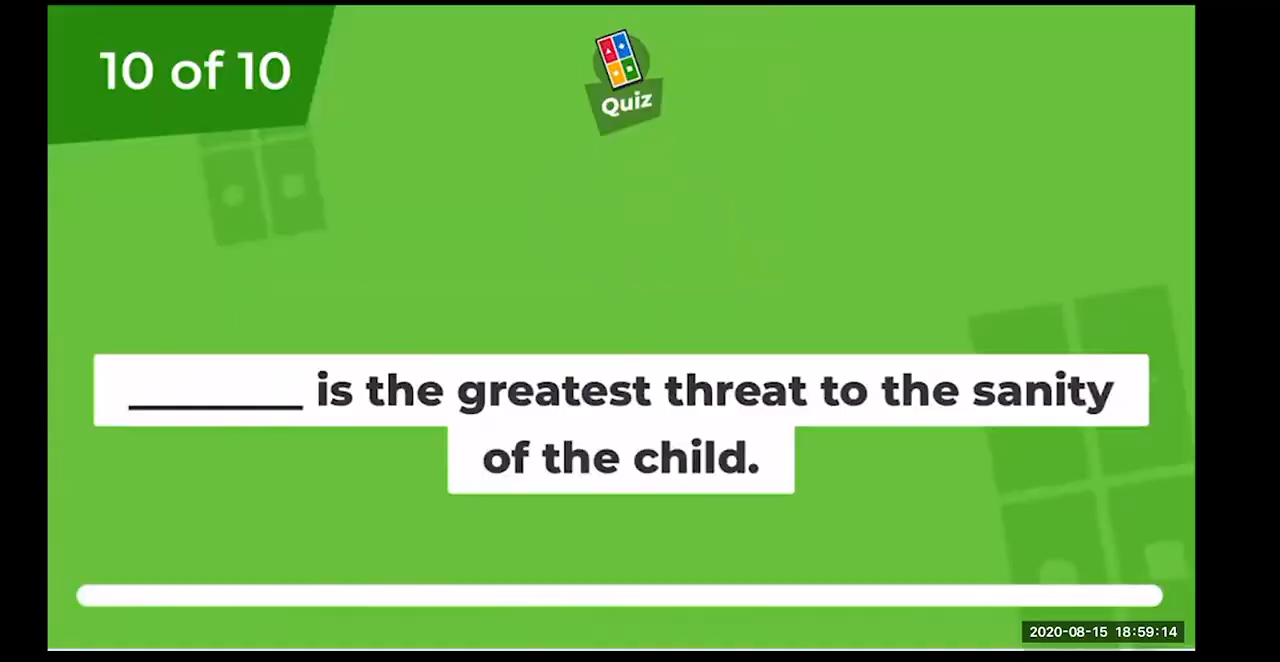 10 of 10
Quiz
________ is the greatest threat to the sanity
of the child.
2020-08-15 18:59:14